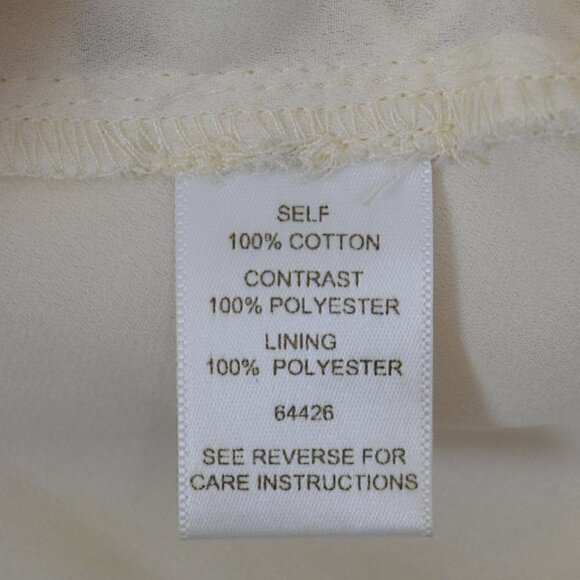 SELF
100% COTTON
CONTRAST
100% POLYESTER
LINING
100% POLYESTER
64426
SEE REVERSE FOR
CARE INSTRUCTIONS